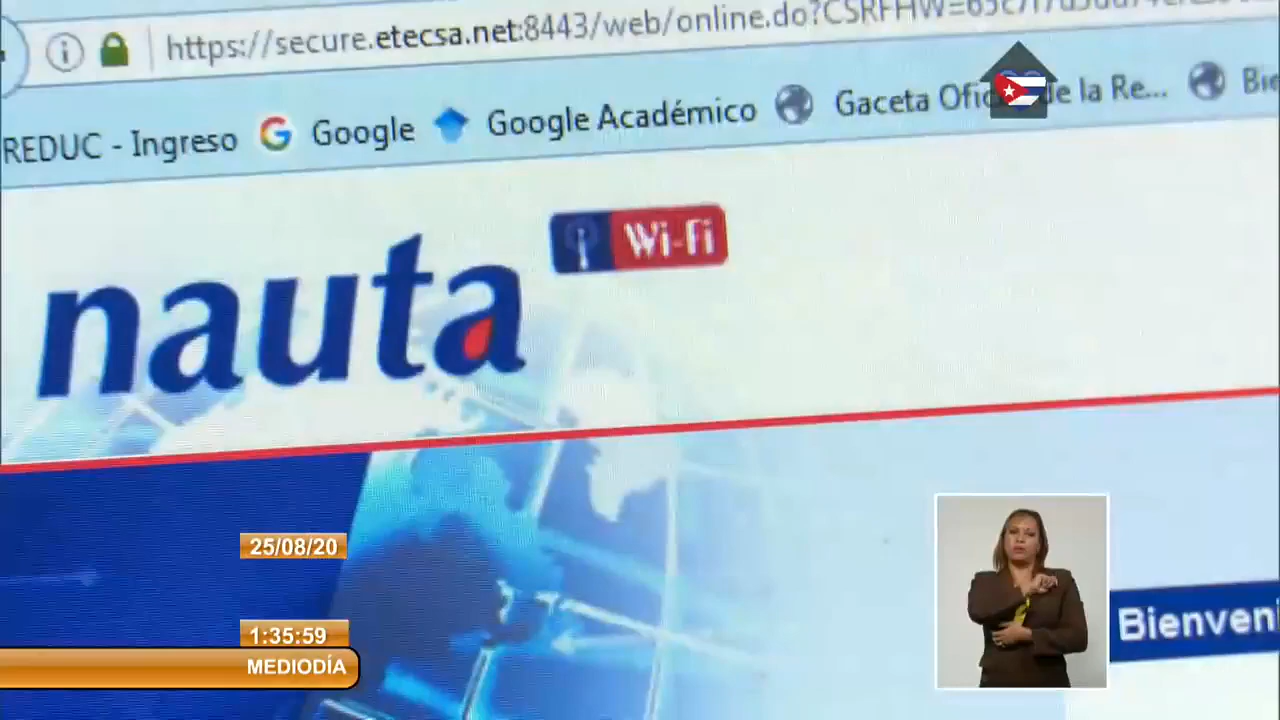 https://secure.etecsa.net:8443/web/online.do?CSRFHW=
REDUC - Ingreso Google Google Académico Gaceta Ofic de la Re... Bie
nauta Wi-Fi
25/08/20
Bienveni
1:35:59
MEDIODÍA